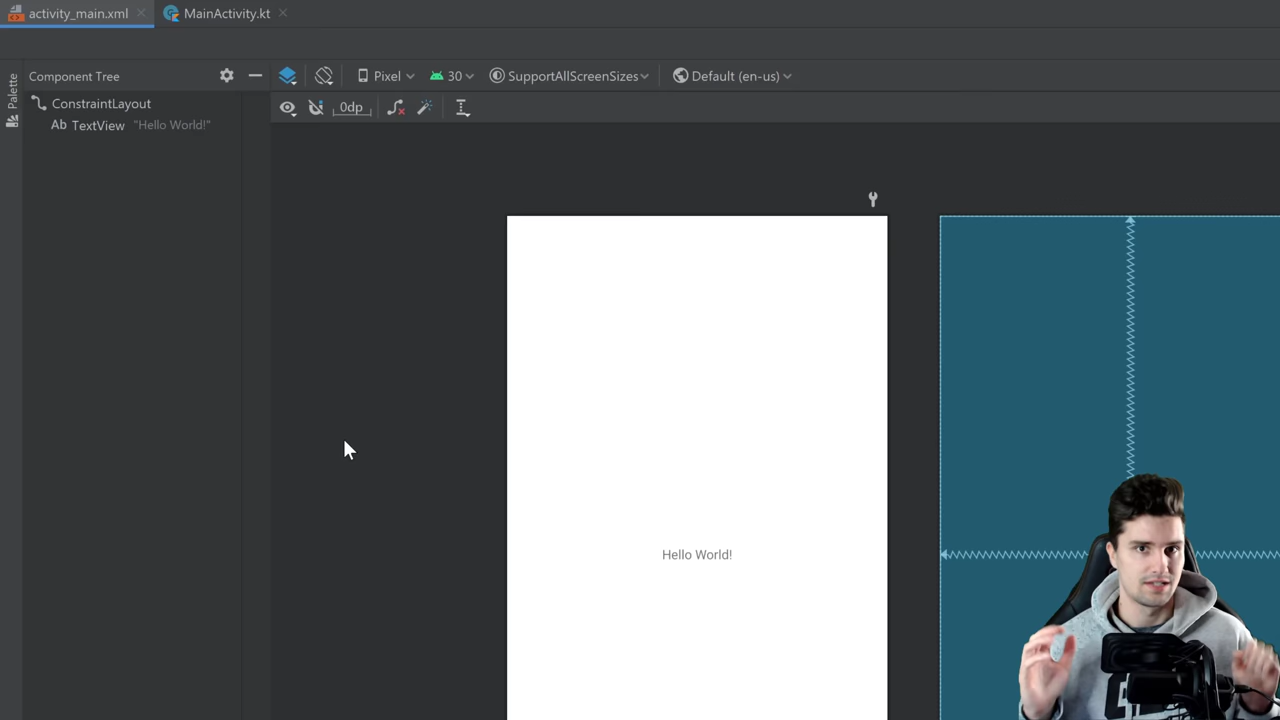 activity_main.xml
MainActivity.kt
Palette
Component Tree
Pixel
30
SupportAllScreenSizes
Default (en-us)
0dp
ConstraintLayout
Ab TextView "Hello World!"
Hello World!